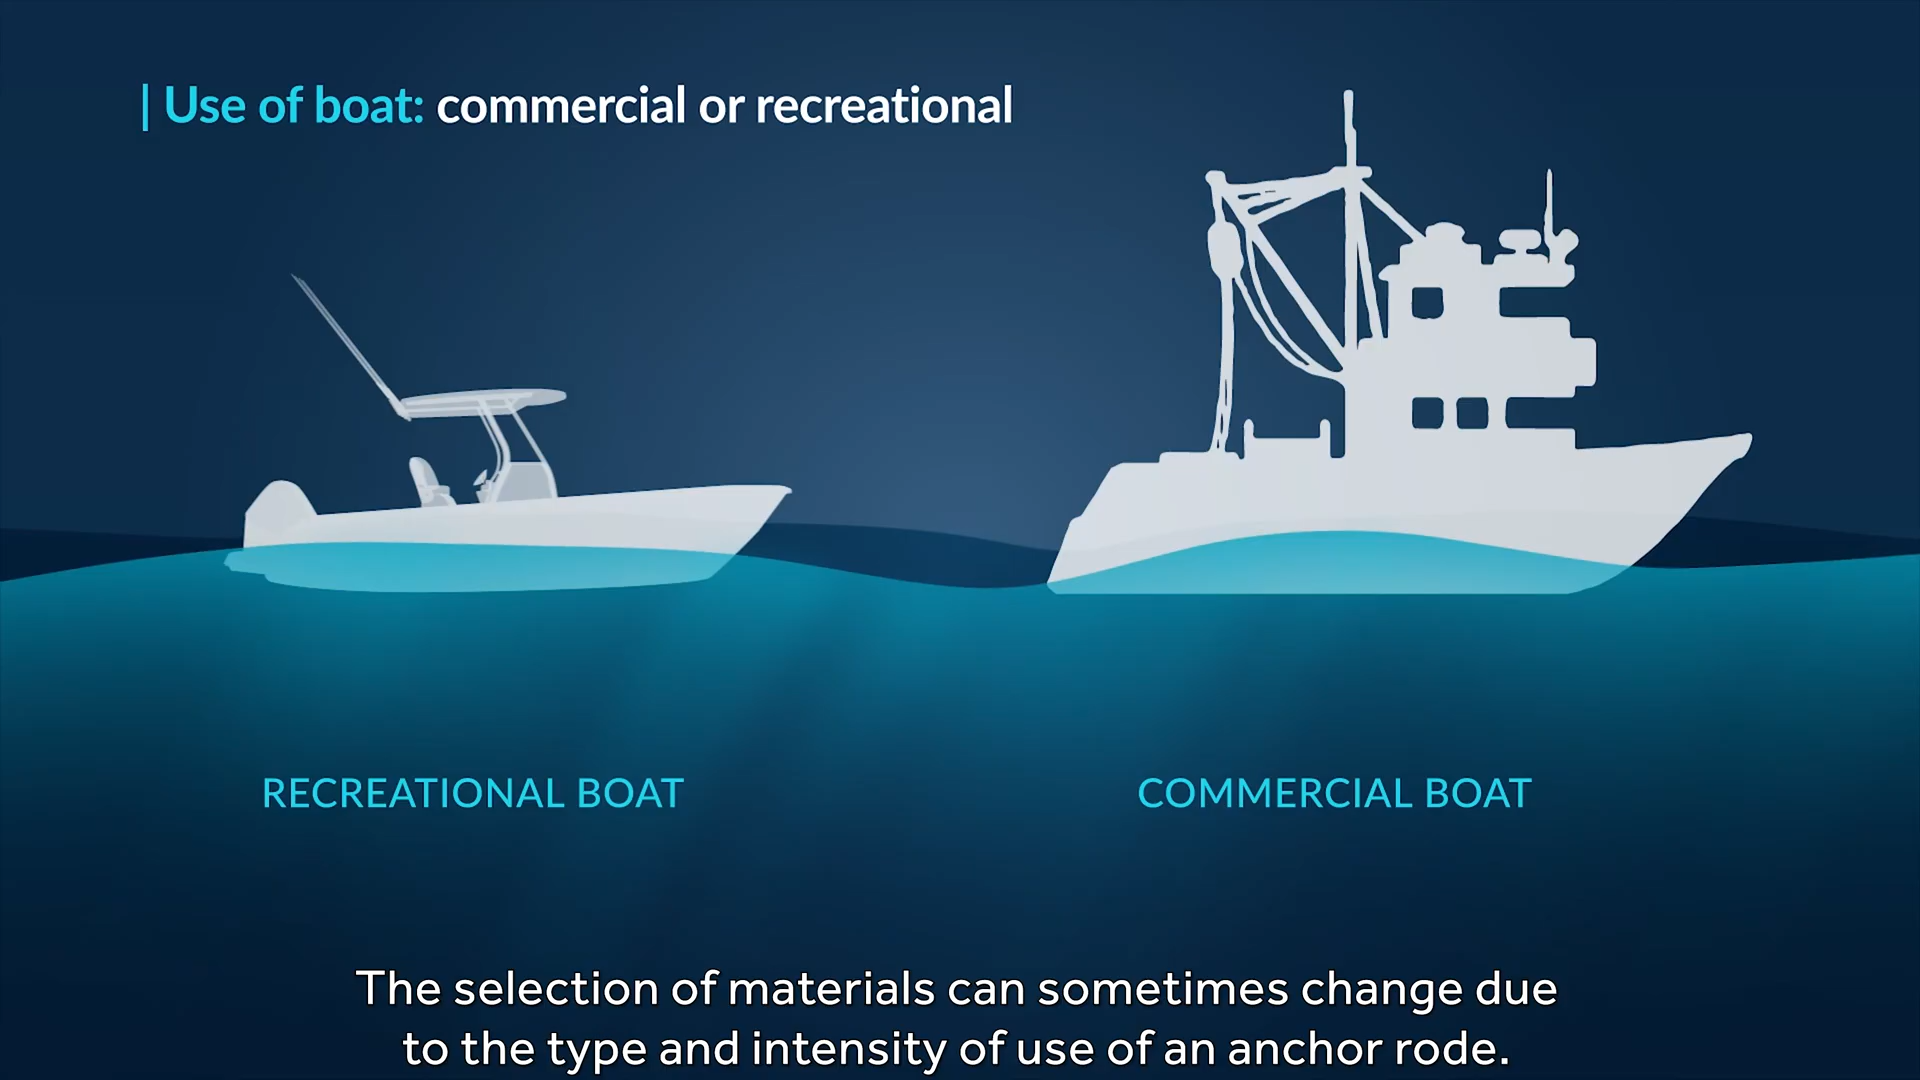 | Use of boat: commercial or recreational
RECREATIONAL BOAT
COMMERCIAL BOAT
The selection of materials can sometimes change due
to the type and intensity of use of an anchor rode.